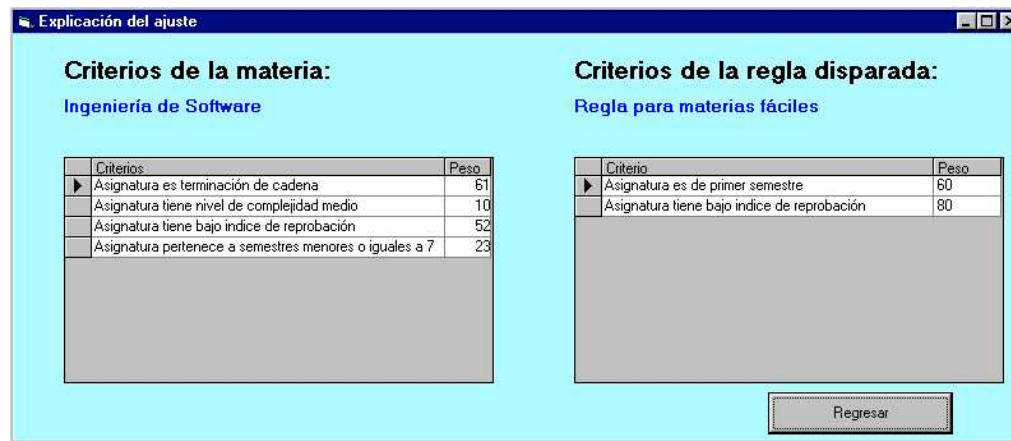 Explicación del ajuste
Criterios de la materia:
Ingeniería de Software
Criterios Peso
Asignatura es terminación de cadena 61
Asignatura tiene nivel de complejidad medio 10
Asignatura tiene bajo indice de reprobación 52
Asignatura pertenece a semestres menores o iguales a 7 23
Criterios de la regla disparada:
Regla para materias fáciles
Criterio Peso
Asignatura es de primer semestre 60
Asignatura tiene bajo indice de reprobación 80
Regresar